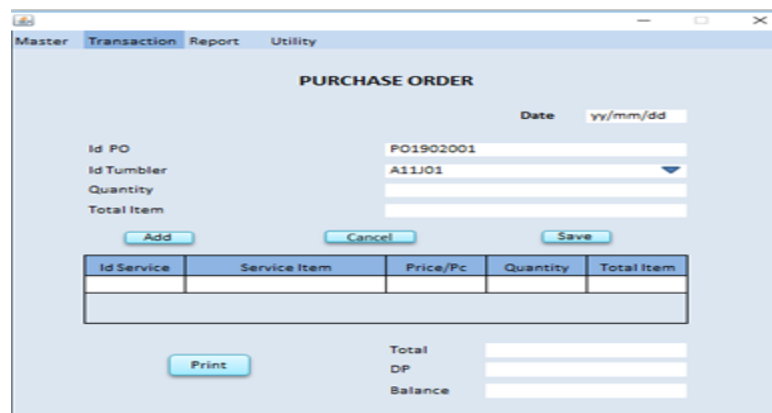 Master Transaction Report Utility
PURCHASE ORDER
Date yy/mm/dd
Id PO PO1902001
Id Tumbler A11J01
Quantity
Total Item
Add Cancel Save
Id Service Service Item Price/Pc Quantity Total Item
Total
Print DP
Balance